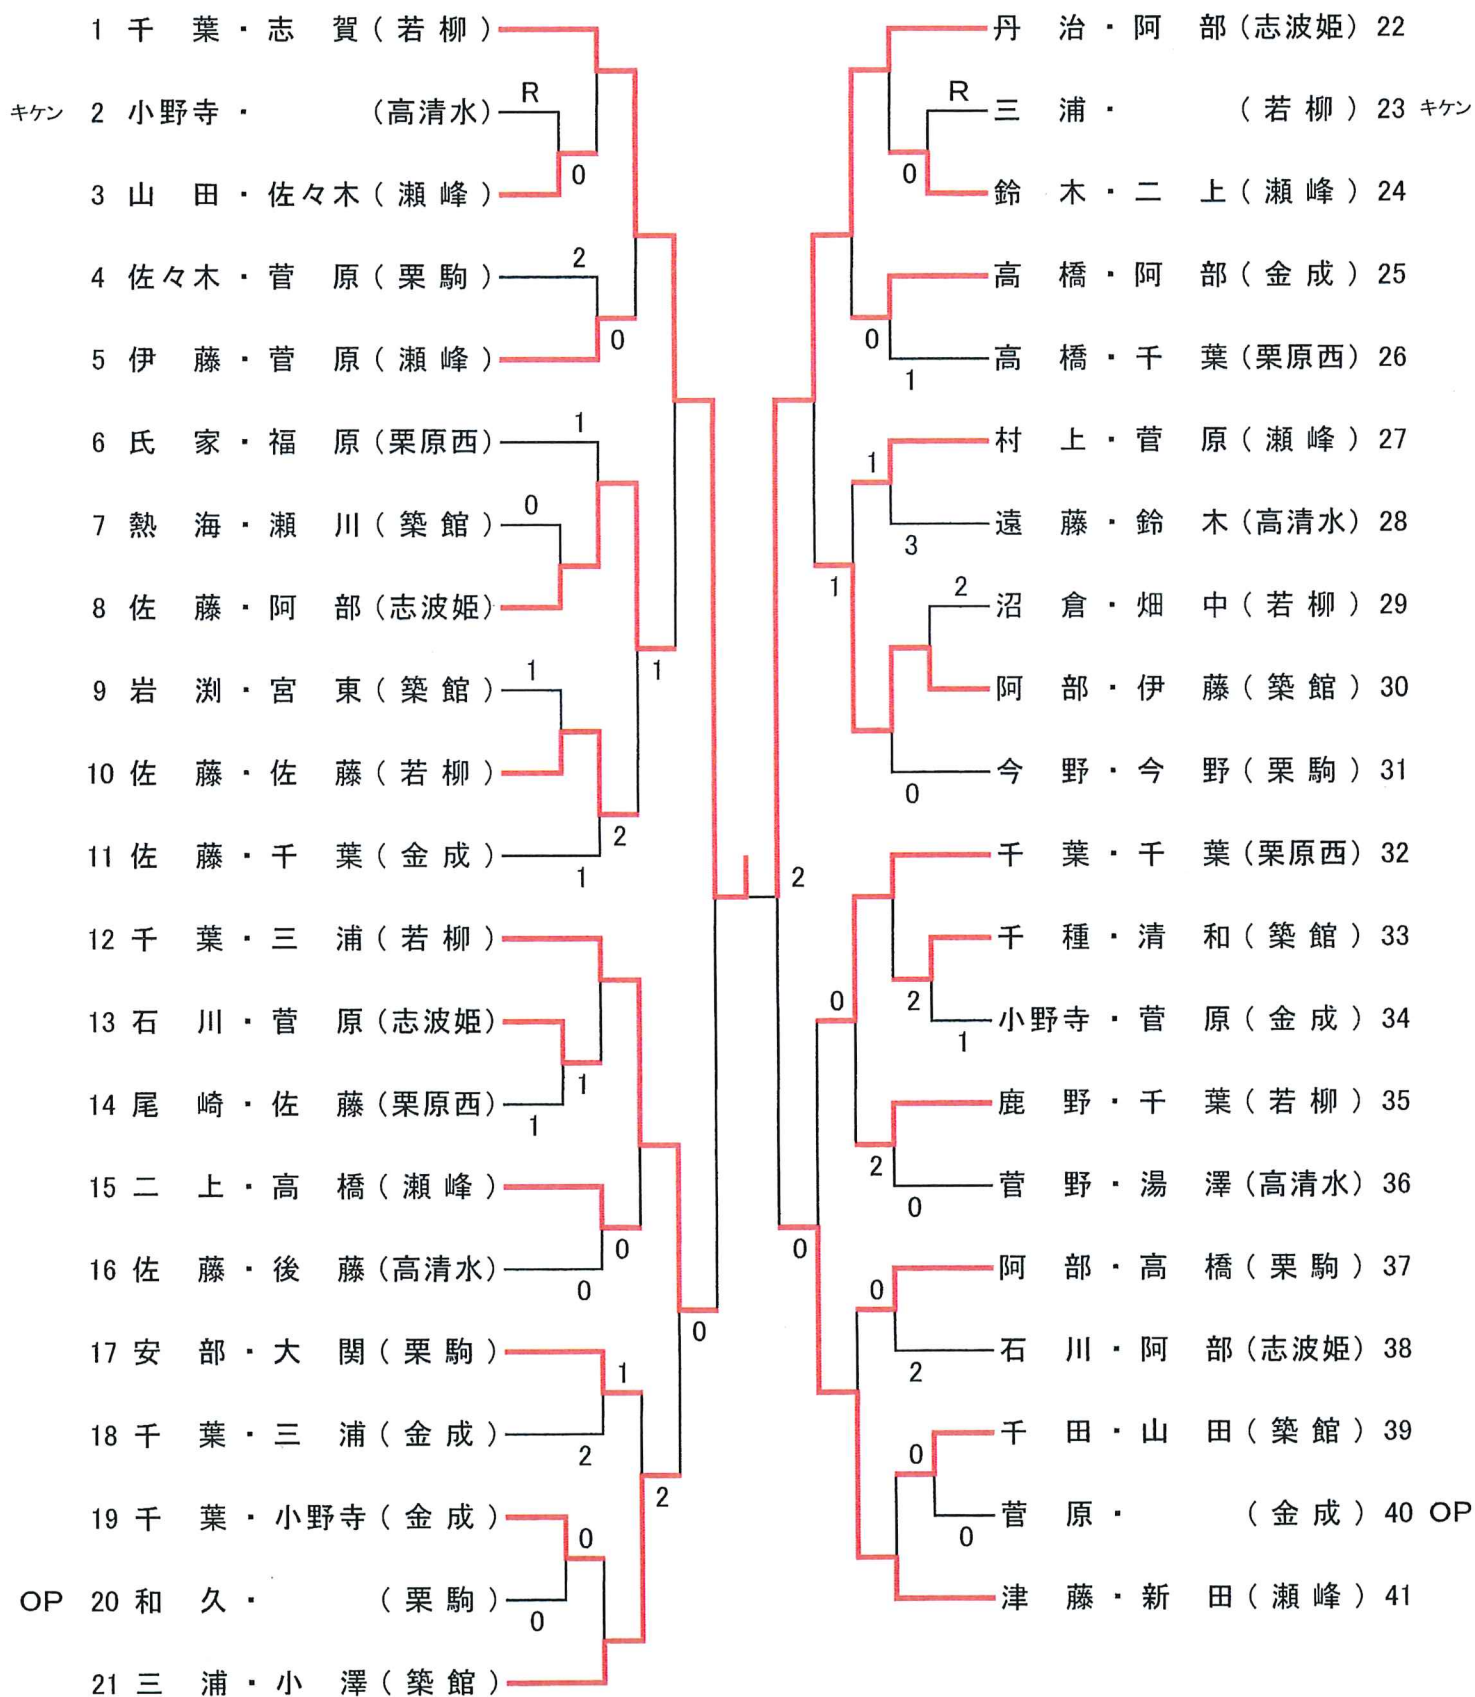 1 千 葉・志 賀 ( 若 柳 )
R
キケン 2 小野寺・ (高清水)
0
3 山 田・佐々木 ( 瀬 峰 )
2
4 佐々木・菅 原 ( 栗 駒 )
0
5 伊 藤・菅 原 ( 瀬 峰 )
1
6 氏 家・福 原 (栗原西)
0
7 熱 海・瀬 川 ( 築 館 )
8 佐 藤・阿 部 (志波姫)
1
1
9 岩 渕・宮 東 ( 築 館 )
10 佐 藤・佐 藤 ( 若 柳 )
2
11 佐 藤・千 葉 ( 金 成 )
1
12 千 葉・三 浦 ( 若 柳 )
13 石 川・菅 原 (志波姫)
1
14 尾 崎・佐 藤 (栗原西)
1
15 二 上・高 橋 ( 瀬 峰 )
0
16 佐 藤・後 藤 (高清水)
0
0
17 安 部・大 関 ( 栗 駒 )
1
18 千 葉・三 浦 ( 金 成 )
2
2
19 千 葉・小野寺 ( 金 成 )
0
OP 20 和 久・ ( 栗 駒 )
0
21 三 浦・小 澤 ( 築 館 )
丹 治・阿 部 (志波姫) 22
R
三 浦・ ( 若 柳 ) 23 キケン
0
鈴 木・二 上 ( 瀬 峰 ) 24
高 橋・阿 部 ( 金 成 ) 25
0
高 橋・千 葉 (栗原西) 26
1
村 上・菅 原 ( 瀬 峰 ) 27
1
遠 藤・鈴 木 (高清水) 28
3
1
2
沼 倉・畑 中 ( 若 柳 ) 29
阿 部・伊 藤 ( 築 館 ) 30
今 野・今 野 ( 栗 駒 ) 31
0
千 葉・千 葉 (栗原西) 32
2
千 種・清 和 ( 築 館 ) 33
0
2
小野寺・菅 原 ( 金 成 ) 34
1
鹿 野・千 葉 ( 若 柳 ) 35
2
菅 野・湯 澤 (高清水) 36
0
0
阿 部・高 橋 ( 栗 駒 ) 37
0
石 川・阿 部 (志波姫) 38
2
千 田・山 田 ( 築 館 ) 39
0
菅 原・ ( 金 成 ) 40 OP
0
津 藤・新 田 ( 瀬 峰 ) 41